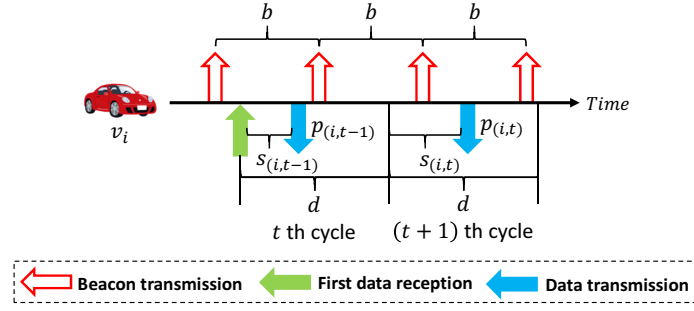 b b b
Time
v_i
p_(i,t−1) p_(i,t)
s_(i,t−1) s_(i,t)
d d
t th cycle (t + 1) th cycle
Beacon transmission First data reception Data transmission